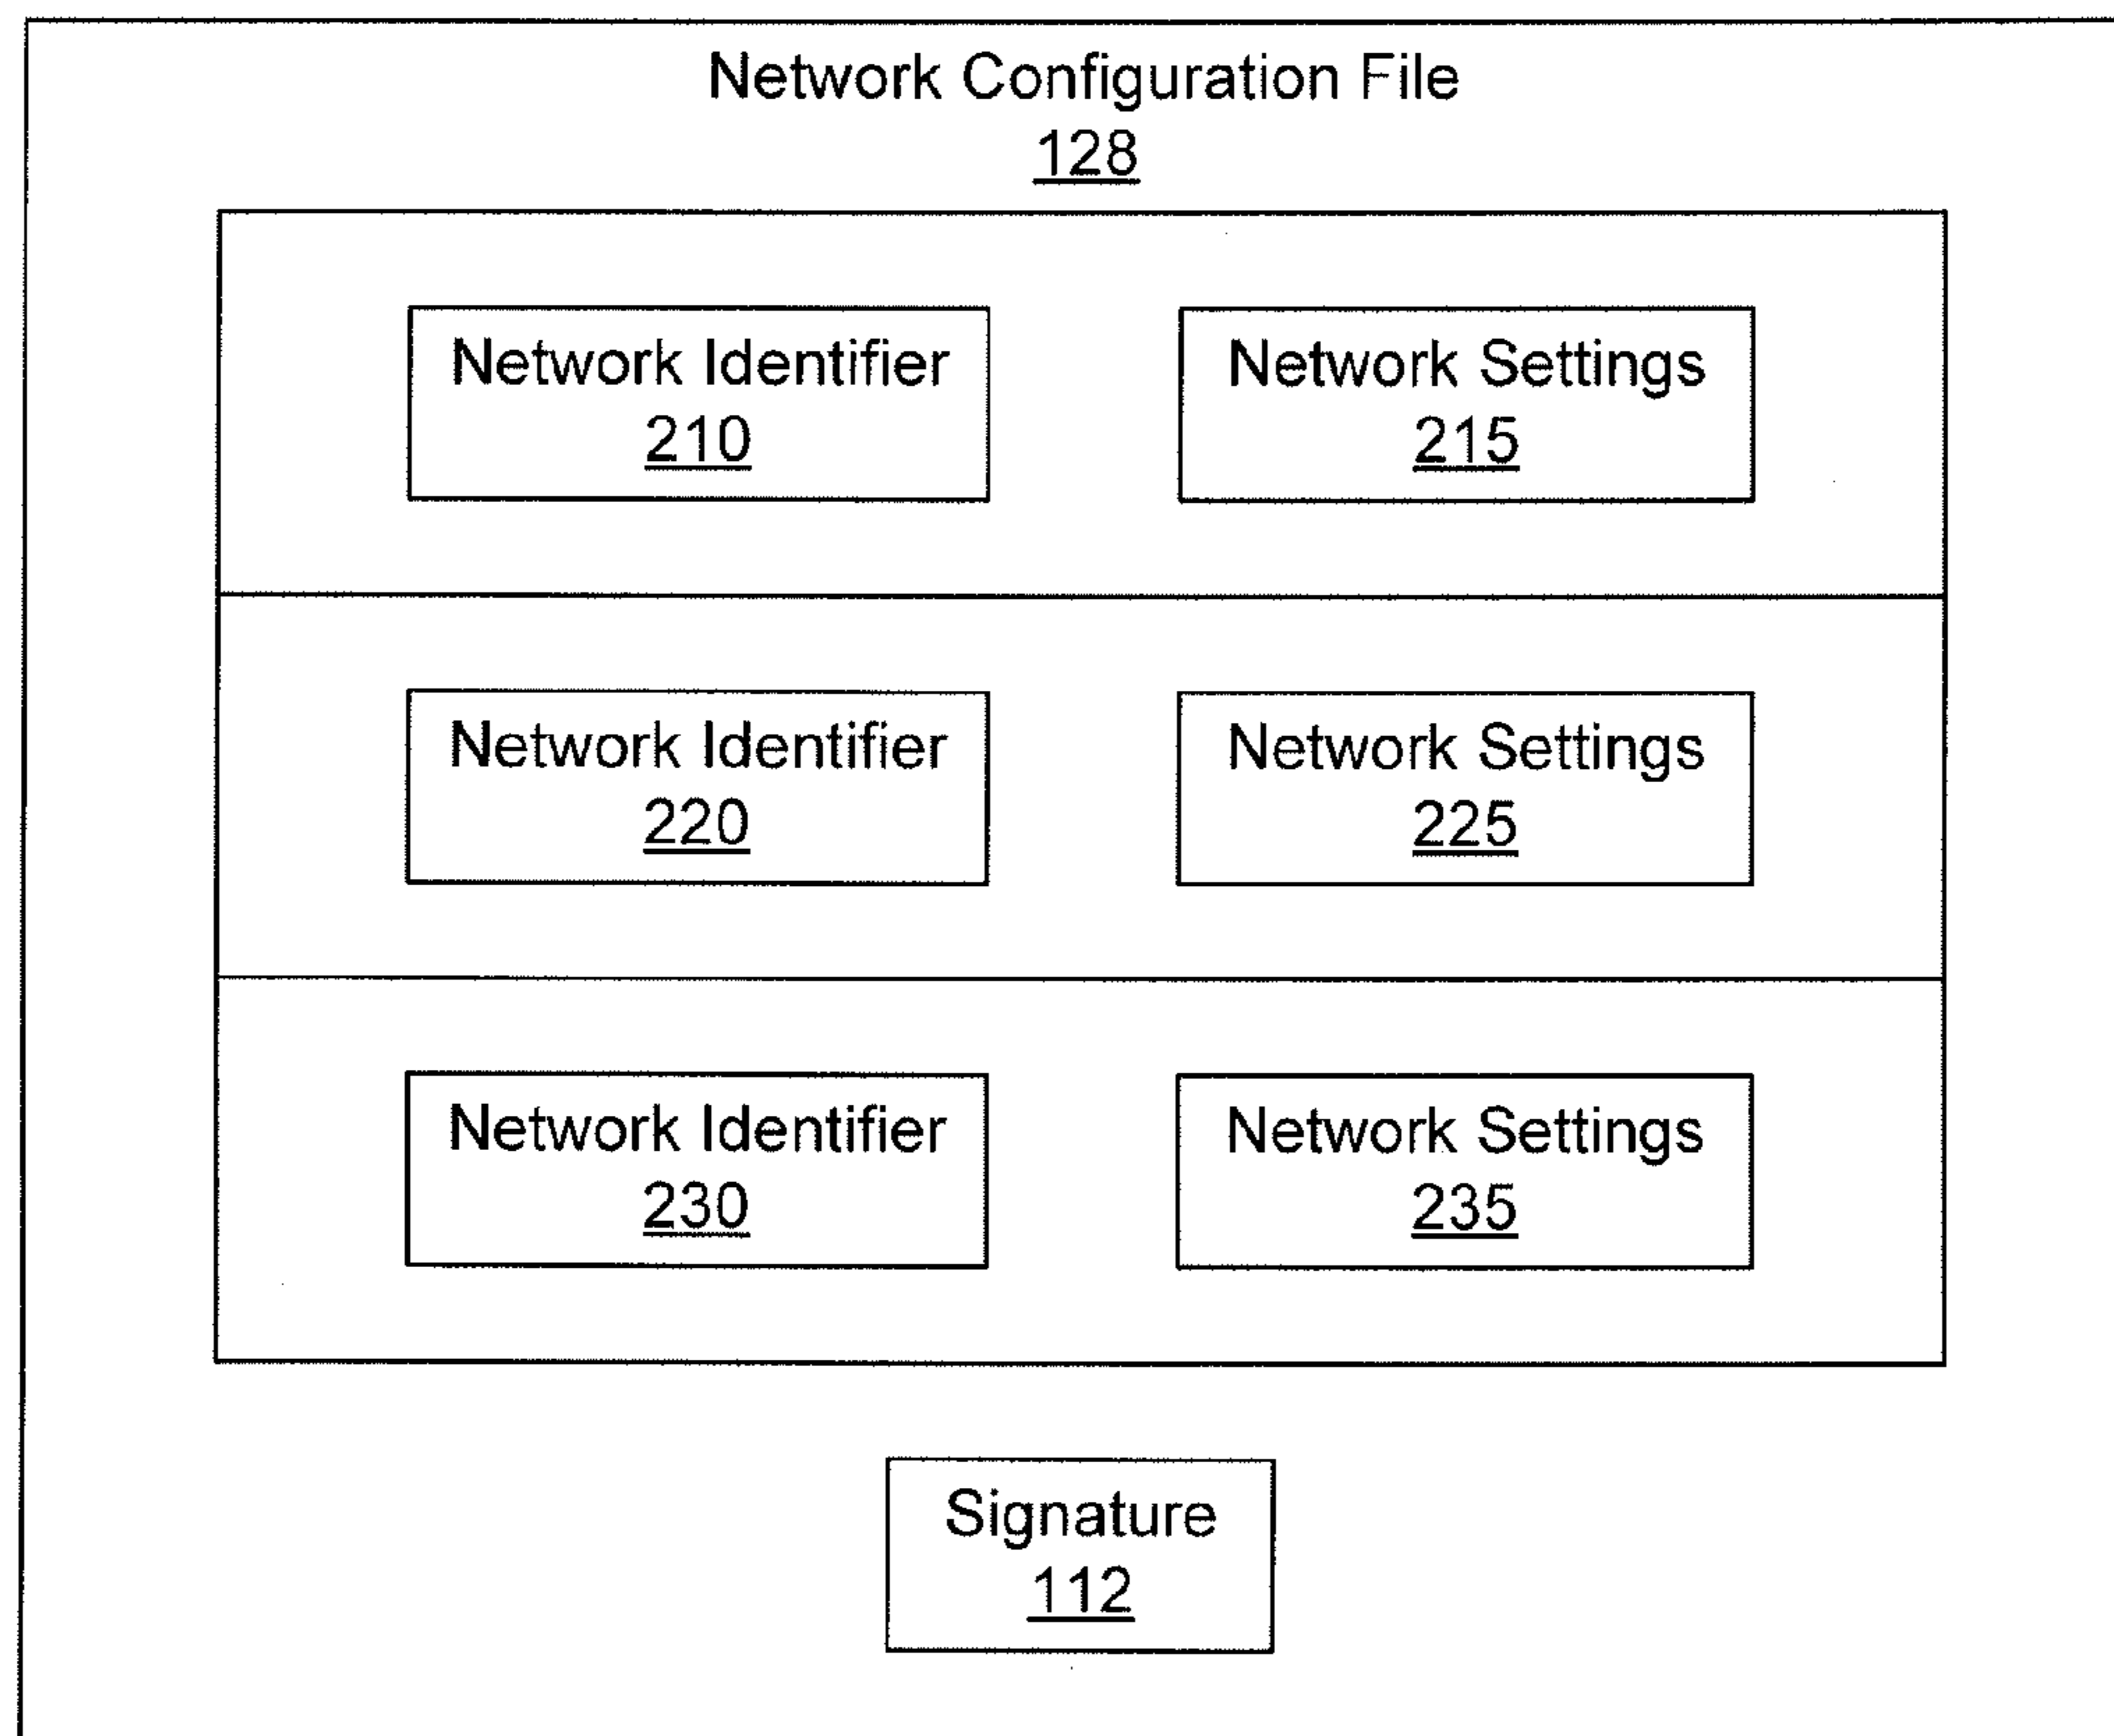 Network Configuration File
128
Network Identifier
210
Network Settings
215
Network Identifier
220
Network Settings
225
Network Identifier
230
Network Settings
235
Signature
112